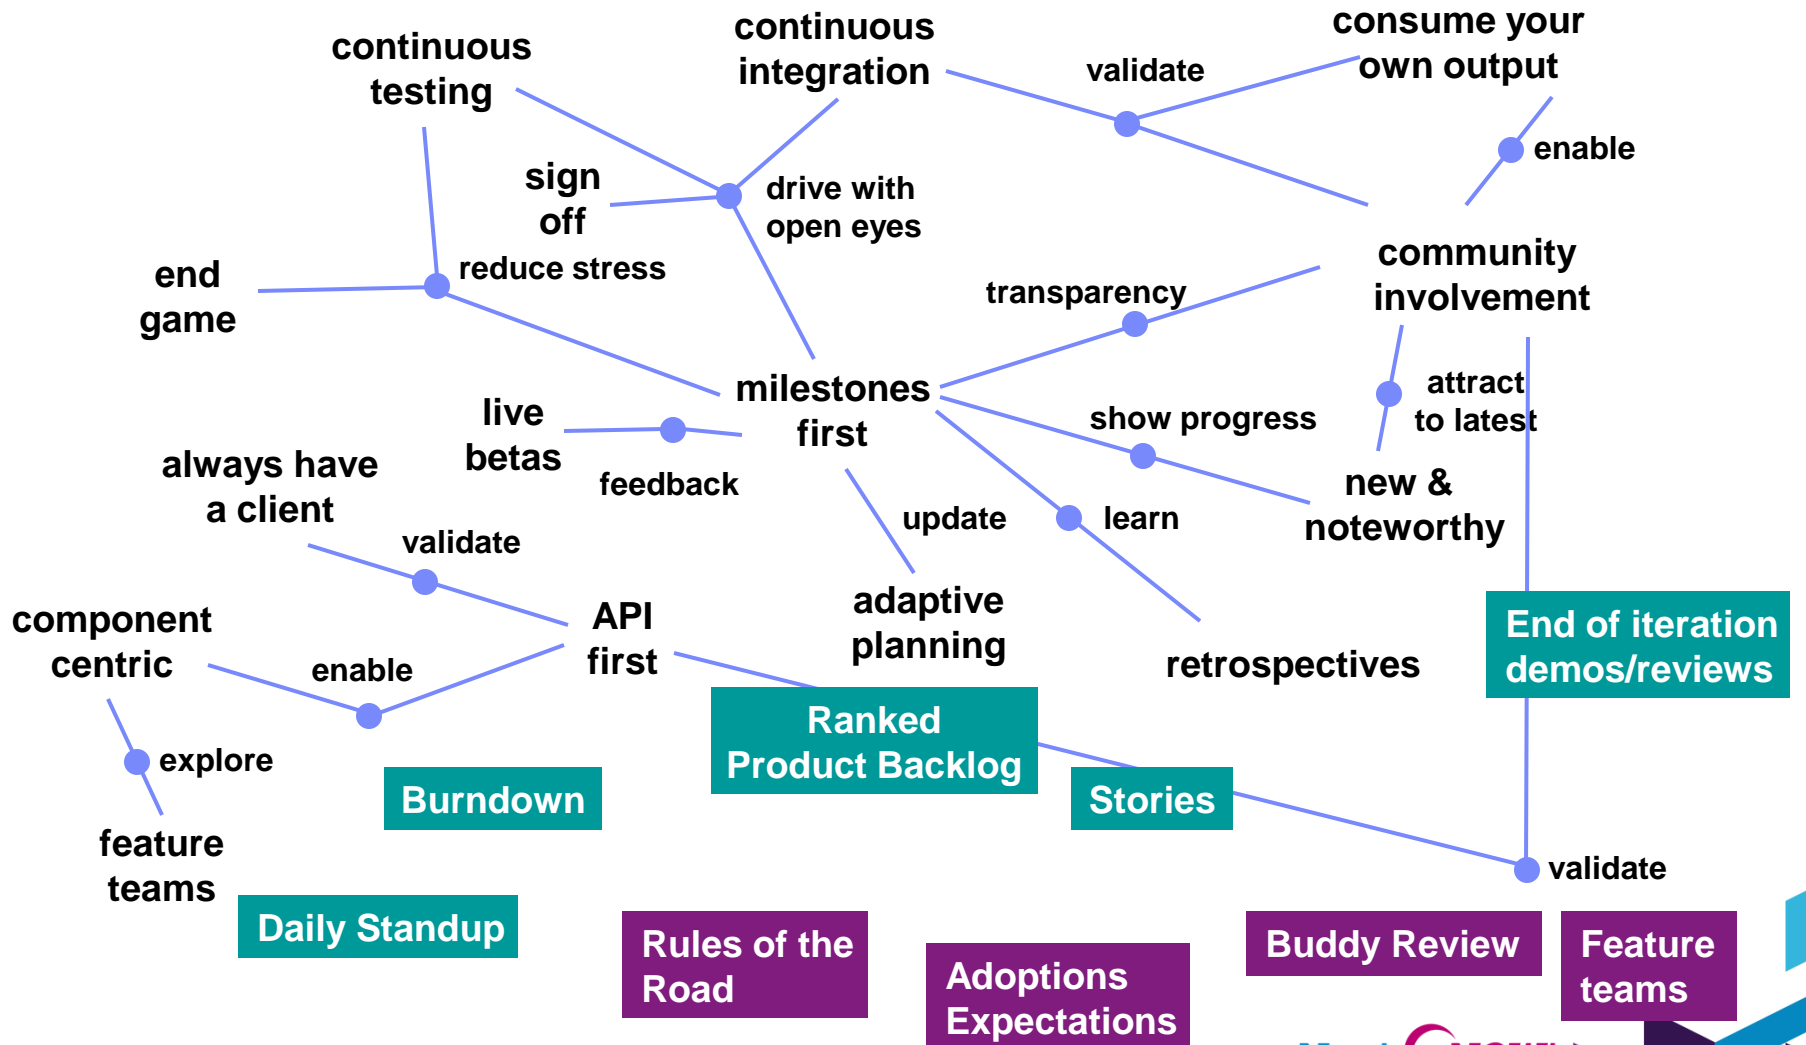 continuous
testing
continuous
integration
validate
consume your
own output
enable
sign
off
drive with
open eyes
end
game
reduce stress
community
involvement
transparency
milestones
first
live
betas
feedback
show progress
attract
to latest
always have
a client
validate
update
learn
new &
noteworthy
component
centric
enable
API
first
adaptive
planning
retrospectives
End of iteration
demos/reviews
explore
Ranked
Product Backlog
Burndown
Stories
feature
teams
validate
Daily Standup
Rules of the
Road
Adoptions
Expectations
Buddy Review
Feature
teams